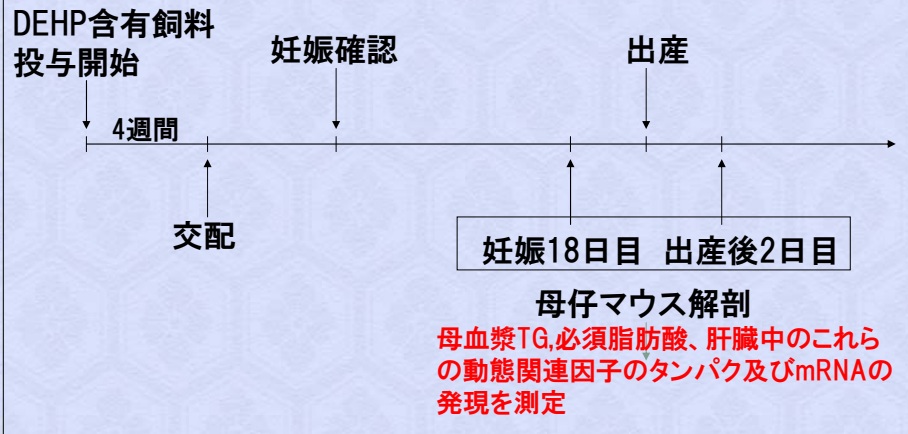 DEHP含有飼料
投与開始
妊娠確認
出産
4週間
交配
妊娠18日目 出産後2日目
母仔マウス解剖
母血漿TG,必須脂肪酸、肝臓中のこれら
の動態関連因子のタンパク及びmRNAの
発現を測定